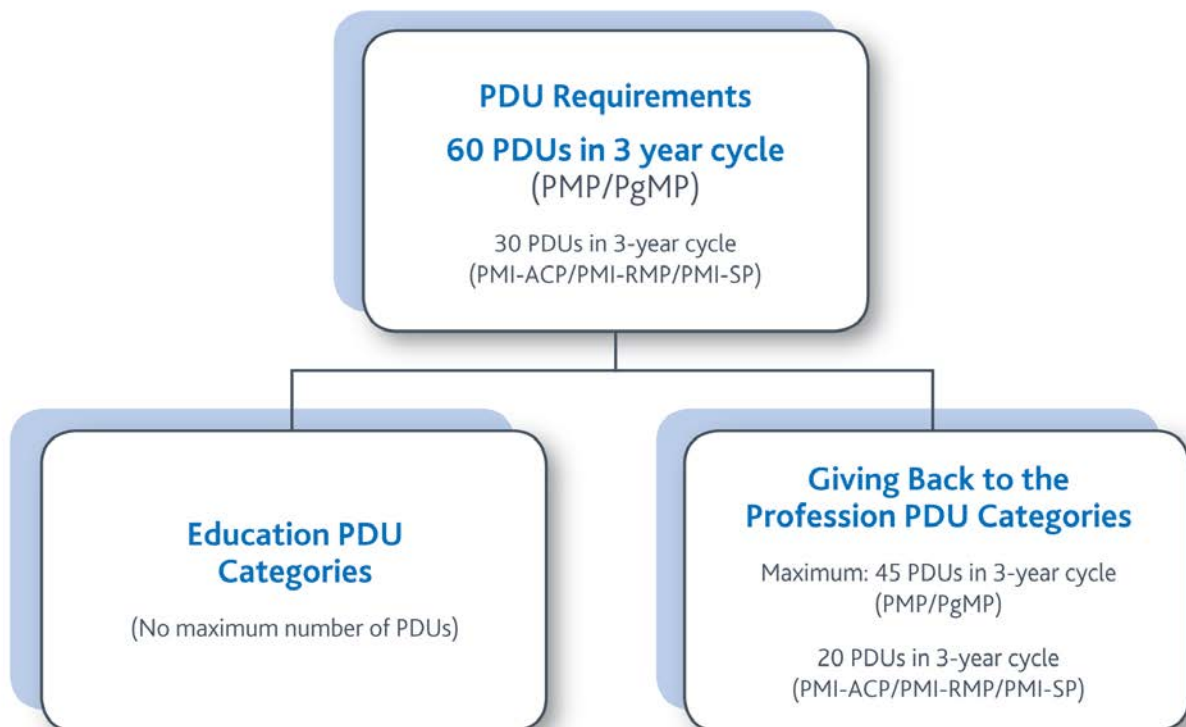 PDU Requirements
60 PDUs in 3 year cycle
(PMP/PgMP)
30 PDUs in 3-year cycle
(PMI-ACP/PMI-RMP/PMI-SP)
Education PDU
Categories
(No maximum number of PDUs)
Giving Back to the
Profession PDU Categories
Maximum: 45 PDUs in 3-year cycle
(PMP/PgMP)
20 PDUs in 3-year cycle
(PMI-ACP/PMI-RMP/PMI-SP)